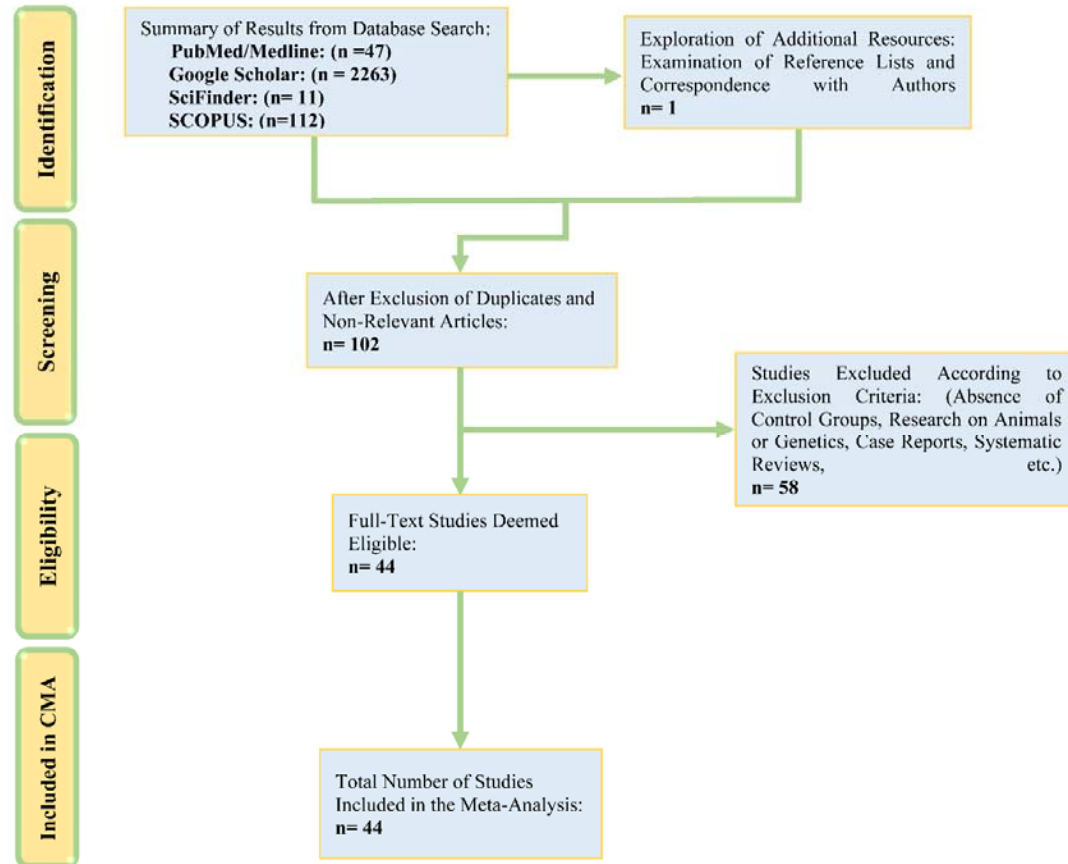 Identification
Summary of Results from Database Search:
PubMed/Medline: (n =47)
Google Scholar: (n = 2263)
SciFinder: (n= 11)
SCOPUS: (n=112)
Exploration of Additional Resources:
Examination of Reference Lists and
Correspondence with Authors
n= 1
Screening
After Exclusion of Duplicates and
Non-Relevant Articles:
n= 102
Studies Excluded According to
Exclusion Criteria: (Absence of
Control Groups, Research on Animals
or Genetics, Case Reports, Systematic
Reviews, etc.)
n= 58
Eligibility
Full-Text Studies Deemed
Eligible:
n= 44
Included in CMA
Total Number of Studies
Included in the Meta-Analysis:
n= 44